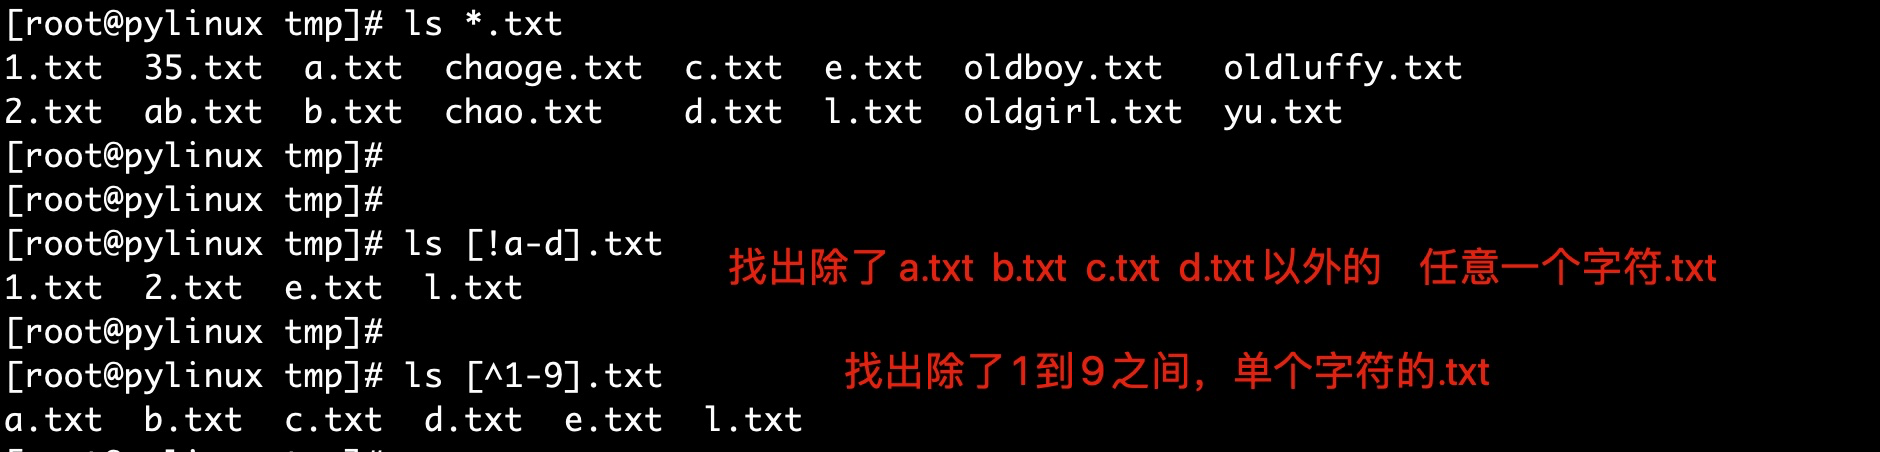 [root@pylinux tmp]# ls *.txt
1.txt  35.txt  a.txt  chaoge.txt  c.txt  e.txt  oldboy.txt   oldluffy.txt
2.txt  ab.txt  b.txt  chao.txt    d.txt  l.txt  oldgirl.txt  yu.txt
[root@pylinux tmp]#
[root@pylinux tmp]#
[root@pylinux tmp]# ls [!a-d].txt
找出除了 a.txt b.txt c.txt d.txt 以外的 任意一个字符.txt
1.txt  2.txt  e.txt  l.txt
[root@pylinux tmp]#
[root@pylinux tmp]# ls [^1-9].txt
找出除了 1 到 9 之间，单个字符的.txt
a.txt  b.txt  c.txt  d.txt  e.txt  l.txt
[root@pylinux tmp]#